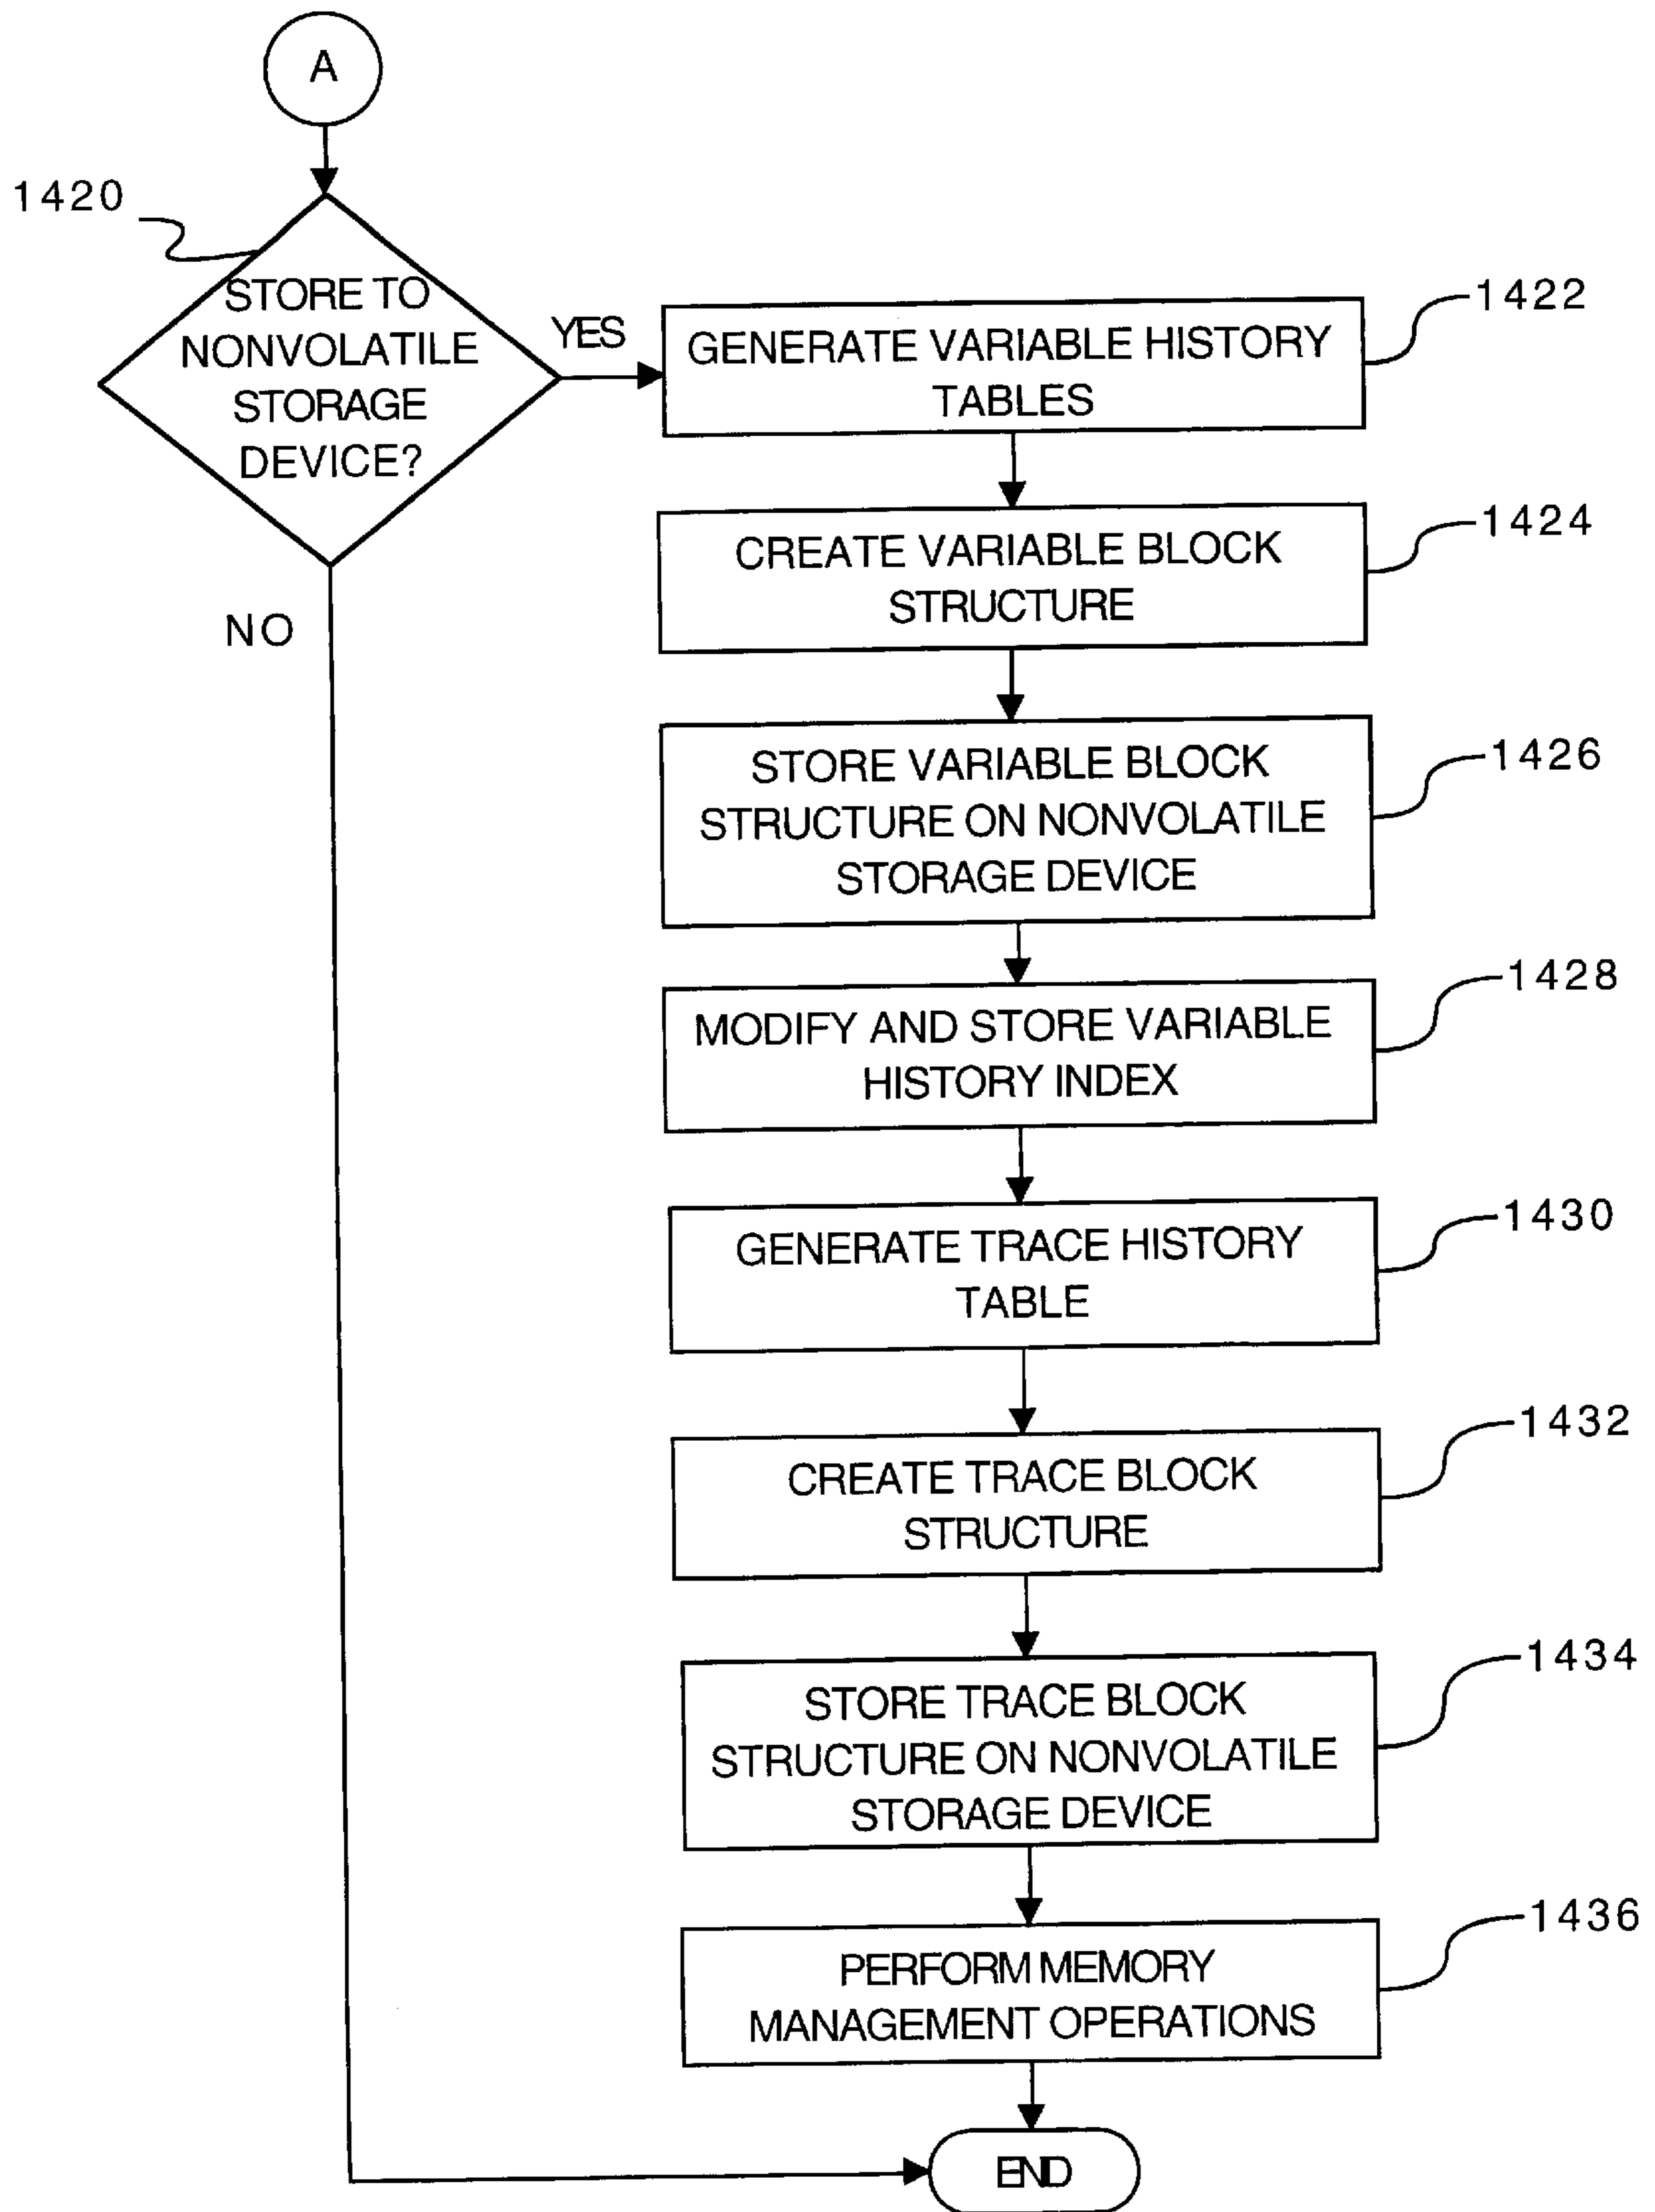 A
1420
STORE TO
NONVOLATILE
STORAGE
DEVICE?
YES
NO
GENERATE VARIABLE HISTORY
TABLES
1422
CREATE VARIABLE BLOCK
STRUCTURE
1424
STORE VARIABLE BLOCK
STRUCTURE ON NONVOLATILE
STORAGE DEVICE
1426
MODIFY AND STORE VARIABLE
HISTORY INDEX
1428
GENERATE TRACE HISTORY
TABLE
1430
CREATE TRACE BLOCK
STRUCTURE
1432
STORE TRACE BLOCK
STRUCTURE ON NONVOLATILE
STORAGE DEVICE
1434
PERFORM MEMORY
MANAGEMENT OPERATIONS
1436
END